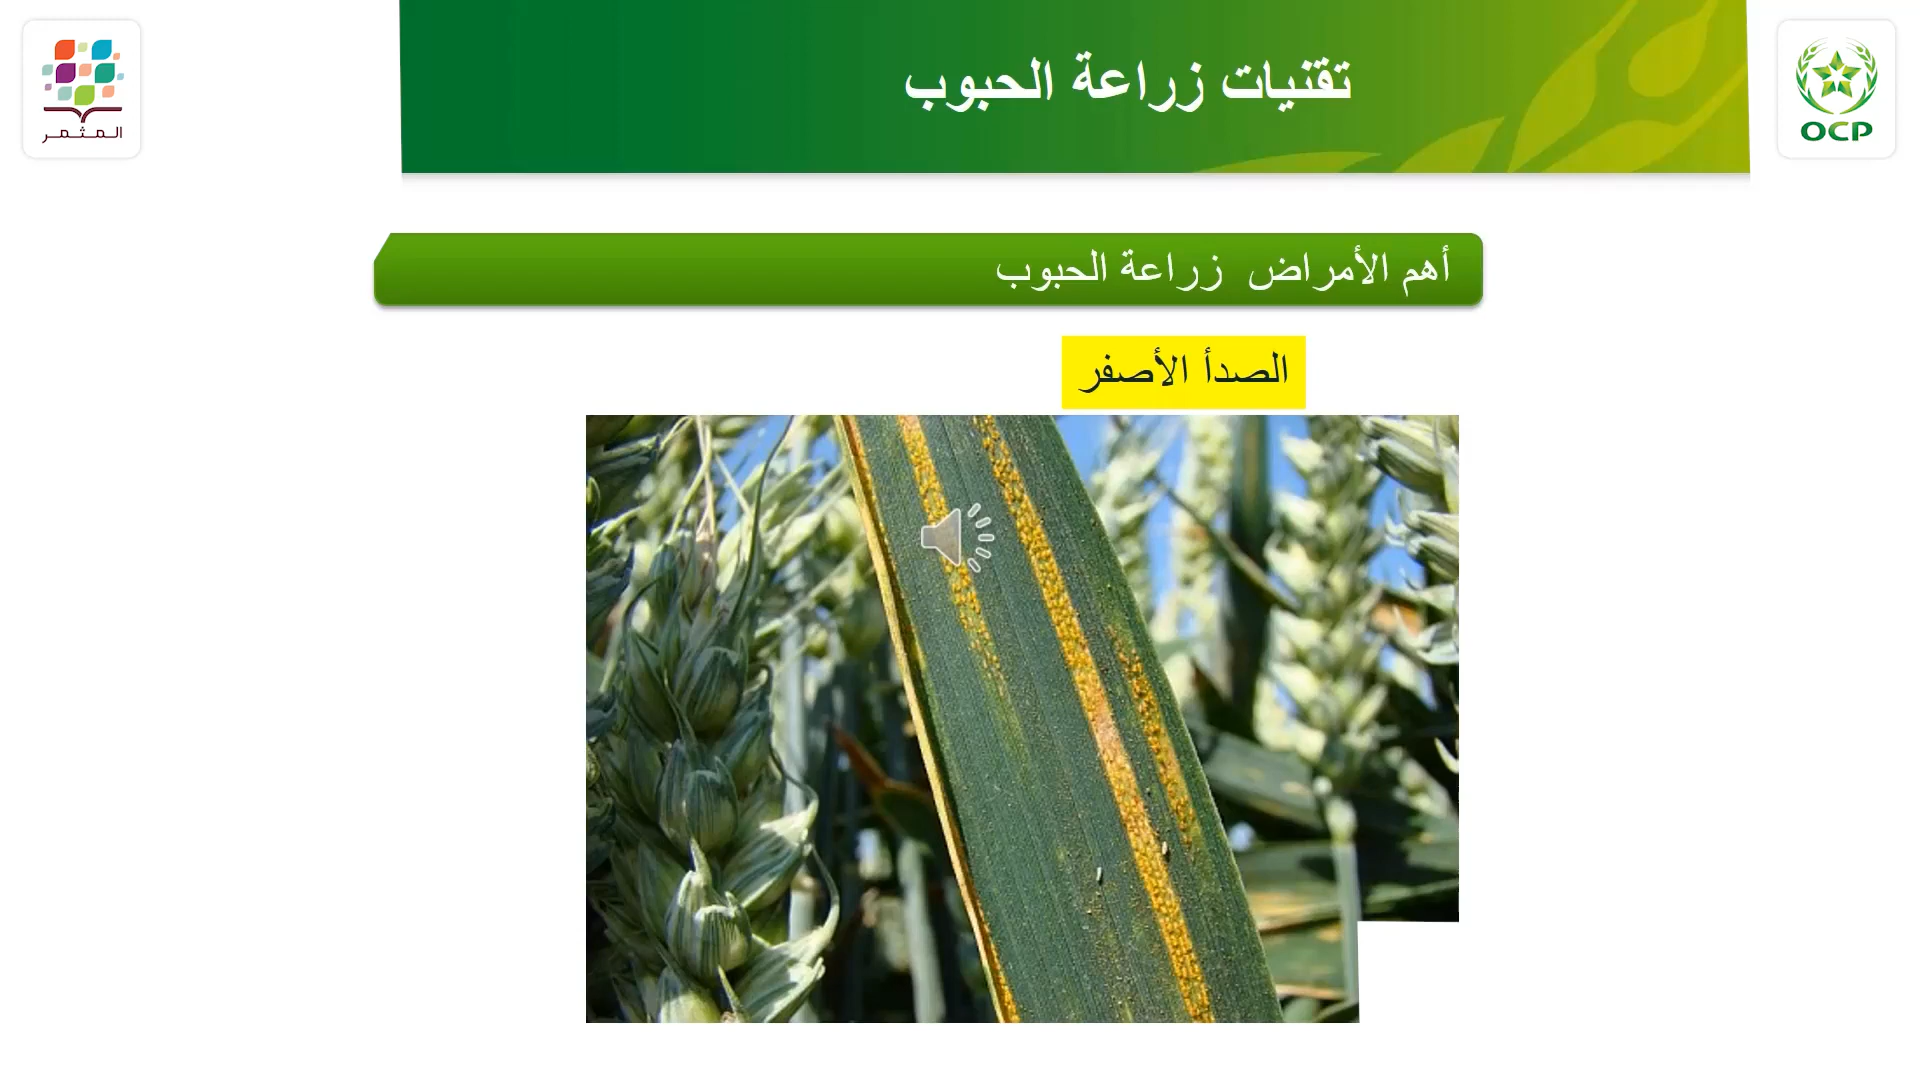 المثمر
تقنيات زراعة الحبوب
OCP
أهم الأمراض زراعة الحبوب
الصدأ الأصفر